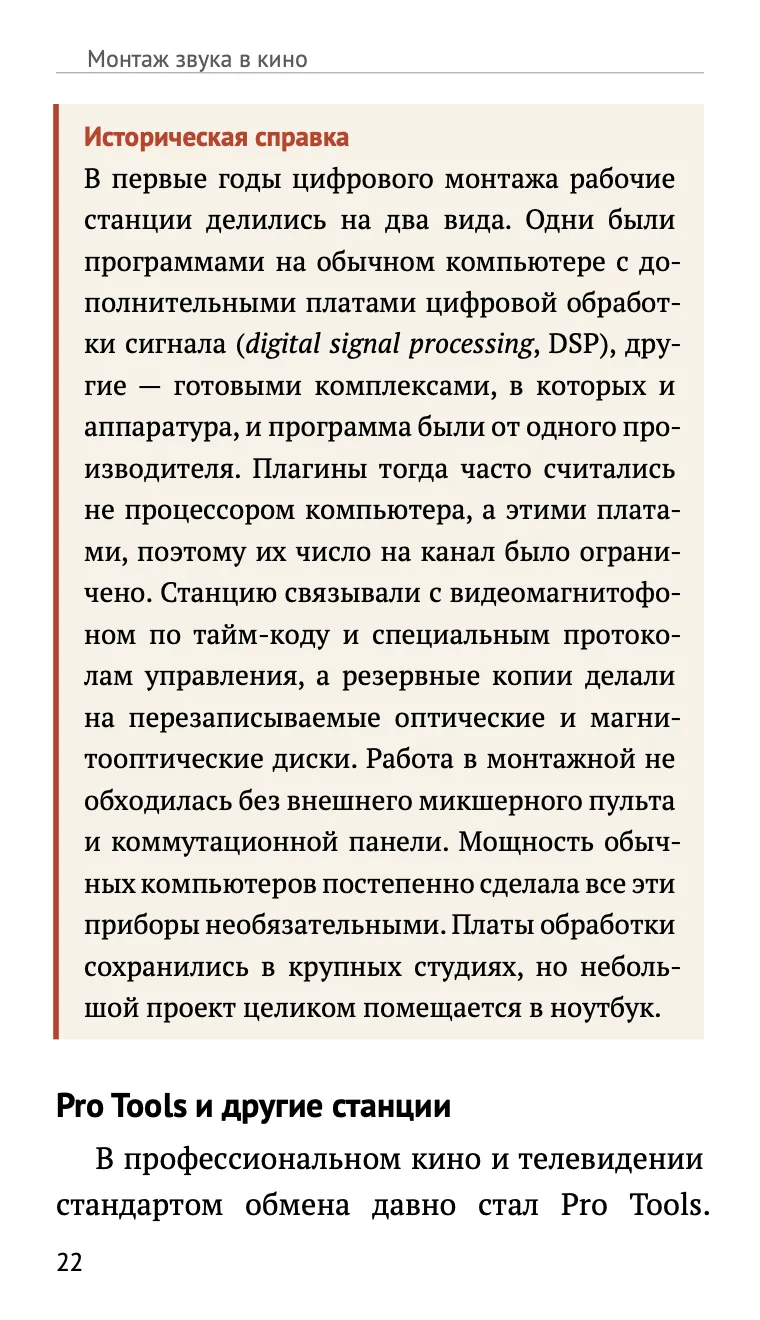 Монтаж звука в кино
Историческая справка
В первые годы цифрового монтажа рабочие
станции делились на два вида. Одни были
программами на обычном компьютере с до-
полнительными платами цифровой обработ-
ки сигнала (digital signal processing, DSP), дру-
гие — готовыми комплексами, в которых и
аппаратура, и программа были от одного про-
изводителя. Плагины тогда часто считались
не процессором компьютера, а этими плата-
ми, поэтому их число на канал было ограни-
чено. Станцию связывали с видеомагнитофо-
ном по тайм-коду и специальным протоко-
лам управления, а резервные копии делали
на перезаписываемые оптические и магни-
тооптические диски. Работа в монтажной не
обходилась без внешнего микшерного пульта
и коммутационной панели. Мощность обыч-
ных компьютеров постепенно сделала все эти
приборы необязательными. Платы обработки
сохранились в крупных студиях, но неболь-
шой проект целиком помещается в ноутбук.
Pro Tools и другие станции
В профессиональном кино и телевидении
стандартом обмена давно стал Pro Tools.
22